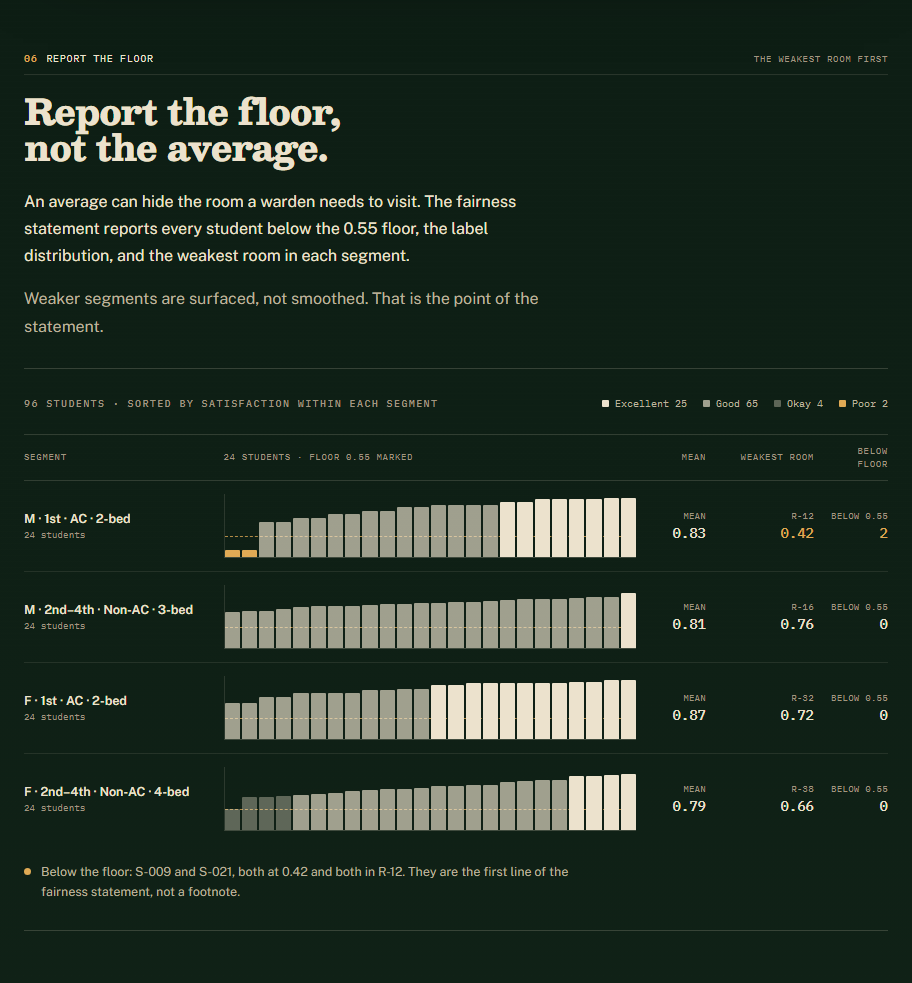 06 REPORT THE FLOOR
THE WEAKEST ROOM FIRST
Report the floor,
not the average.
An average can hide the room a warden needs to visit. The fairness
statement reports every student below the 0.55 floor, the label
distribution, and the weakest room in each segment.
Weaker segments are surfaced, not smoothed. That is the point of the
statement.
96 STUDENTS · SORTED BY SATISFACTION WITHIN EACH SEGMENT
Excellent 25
Good 65
Okay 4
Poor 2
SEGMENT
24 STUDENTS · FLOOR 0.55 MARKED
MEAN
WEAKEST ROOM
BELOW
FLOOR
M · 1st · AC · 2-bed
24 students
MEAN
0.83
R-12
0.42
BELOW 0.55
2
M · 2nd–4th · Non-AC · 3-bed
24 students
MEAN
0.81
R-16
0.76
BELOW 0.55
0
F · 1st · AC · 2-bed
24 students
MEAN
0.87
R-32
0.72
BELOW 0.55
0
F · 2nd–4th · Non-AC · 4-bed
24 students
MEAN
0.79
R-38
0.66
BELOW 0.55
0
Below the floor: S-009 and S-021, both at 0.42 and both in R-12. They are the first line of the
fairness statement, not a footnote.